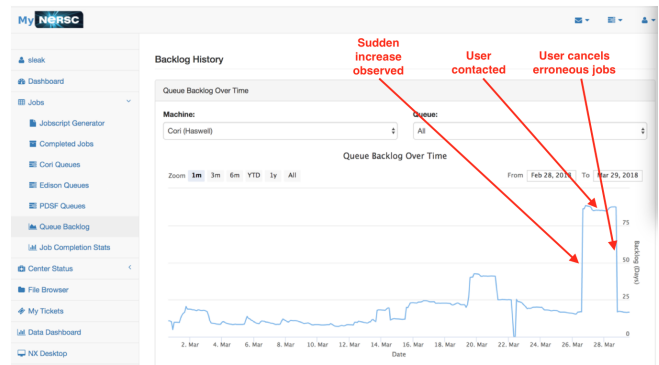 My NERSC
sleak
Dashboard
Jobs
Jobscript Generator
Completed Jobs
Cori Queues
Edison Queues
PDSF Queues
Queue Backlog
Job Completion Stats
Center Status
File Browser
My Tickets
Data Dashboard
NX Desktop
Backlog History
Sudden
increase
observed
User
contacted
User cancels
erroneous jobs
Queue Backlog Over Time
Machine:
Queue:
Cori (Haswell)
All
Queue Backlog Over Time
Zoom 1m 3m 6m YTD 1y All
From Feb 28, 2018 To Mar 29, 2018
75
50
25
0
Backlog (Days)
2. Mar 4. Mar 6. Mar 8. Mar 10. Mar 12. Mar 14. Mar 16. Mar 18. Mar 20. Mar 22. Mar 24. Mar 26. Mar 28. Mar
Date